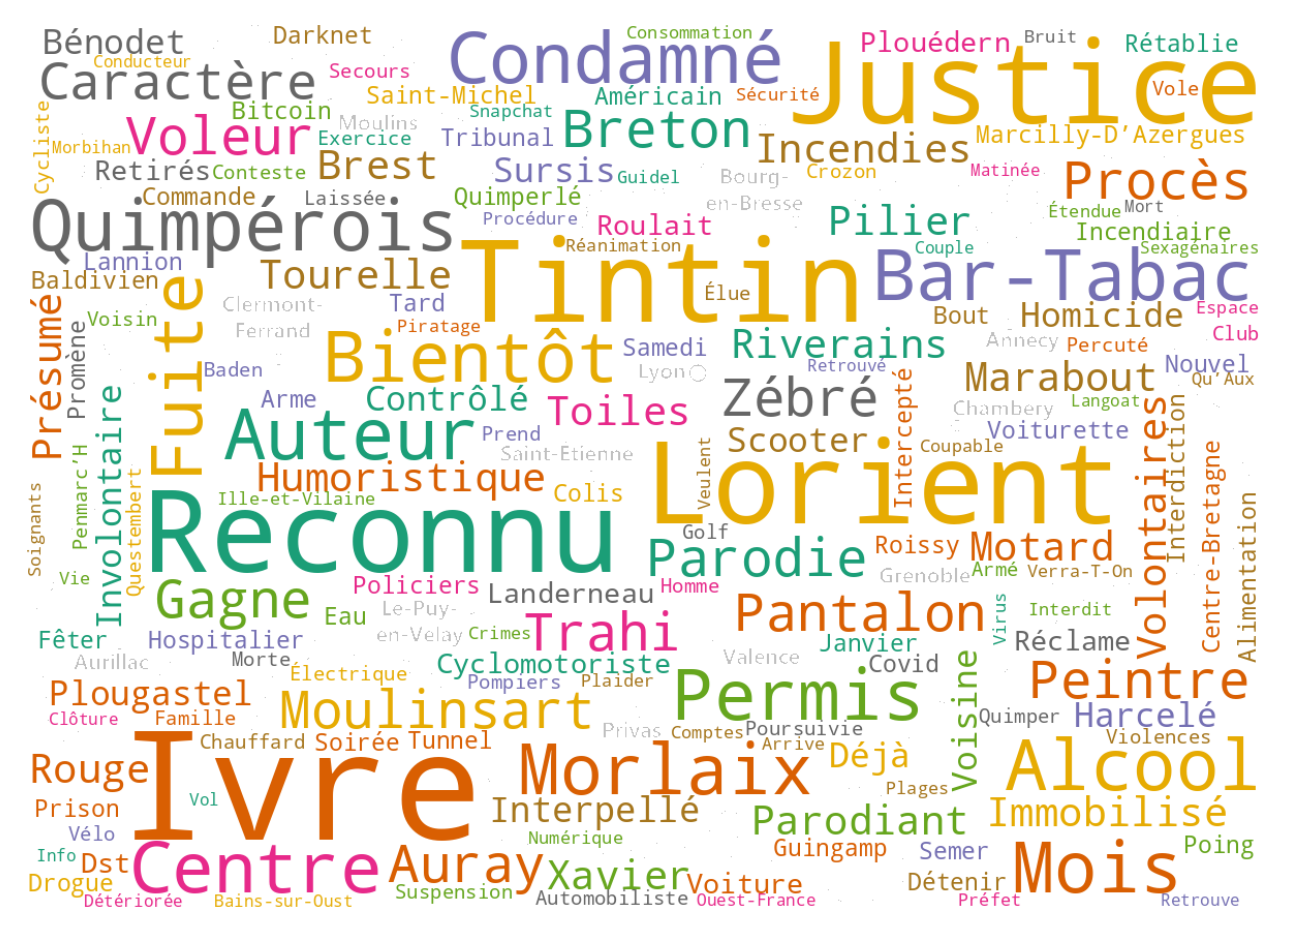 Bénodet
Darknet
Condamné
Consommation
Justice
Plouédern
Bruit
Rétablie
Conducteur
Caractère
Secours
Saint-Michel
Américain
Sécurité
Vole
Cycliste
Bitcoin
Moulins
Snapchat
Voleur
Exercice
Tribunal
Breton
Incendies
Marcilly-D’Azergues
Morbihan
Retirés
Conteste
Brest
Sursis
Guidel
Bourg-
en-Bresse
Crozon
Matinée
Procès
Commande
Laissée
Quimperlé
Procédure
Roulait
Pilier
Étendue
Mort
Quimpérois
Incendiaire
Réanimation
Couple
Sexagénaires
Lannion
Baldivien
Tourelle
Tintin
Élue
Bar-Tabac
Fuite
Clermont-
Ferrand
Tard
Piratage
Bout
Homicide
Espace
Club
Présumé
Voisin
Promène
Bientôt
Samedi
Riverains
Annecy
Percuté
Baden
Lyon
Retrouvé
Nouvel
Qu’Aux
Marabout
Involontaire
Arme
Contrôlé
Toiles
Zébré
Intercepté
Chambery
Langoat
Auteur
Prend
Saint-Etienne
Scooter
Coupable
Voiturette
Volontaires
Interdiction
Penmarc’H
Humoristique
Veulent
Lorient
Centre-Bretagne
Questembert
Ille-et-Vilaine
Colis
Soignants
Reconnu
Golf
Alimentation
Parodie
Roissy
Motard
Vie
Policiers
Landerneau
Homme
Grenoble
Armé
Verra-T-On
Gagne
Eau
Le-Puy-
en-Velay
Crimes
Trahi
Pantalon
Virus
Interdit
Fêter
Hospitalier
Janvier
Réclame
Aurillac
Morte
Cyclomotoriste
Valence
Covid
Électrique
Pompiers
Plaider
Permis
Voisine
Peintre
Plougastel
Clôture
Famille
Moulinsart
Privas
Comptes
Poursuivie
Quimper
Harcelé
Chauffard
Soirée
Tunnel
Arrive
Violences
Rouge
Ivre
Morlaix
Déjà
Alcool
Plages
Prison
Vol
Interpellé
Immobilisé
Vélo
Numérique
Parodiant
Poing
Info
Dst
Centre
Auray
Xavier
Guingamp
Semer
Mois
Drogue
Suspension
Voiture
Détenir
Détériorée
Bains-sur-Oust
Automobiliste
Ouest-France
Préfet
Retrouve